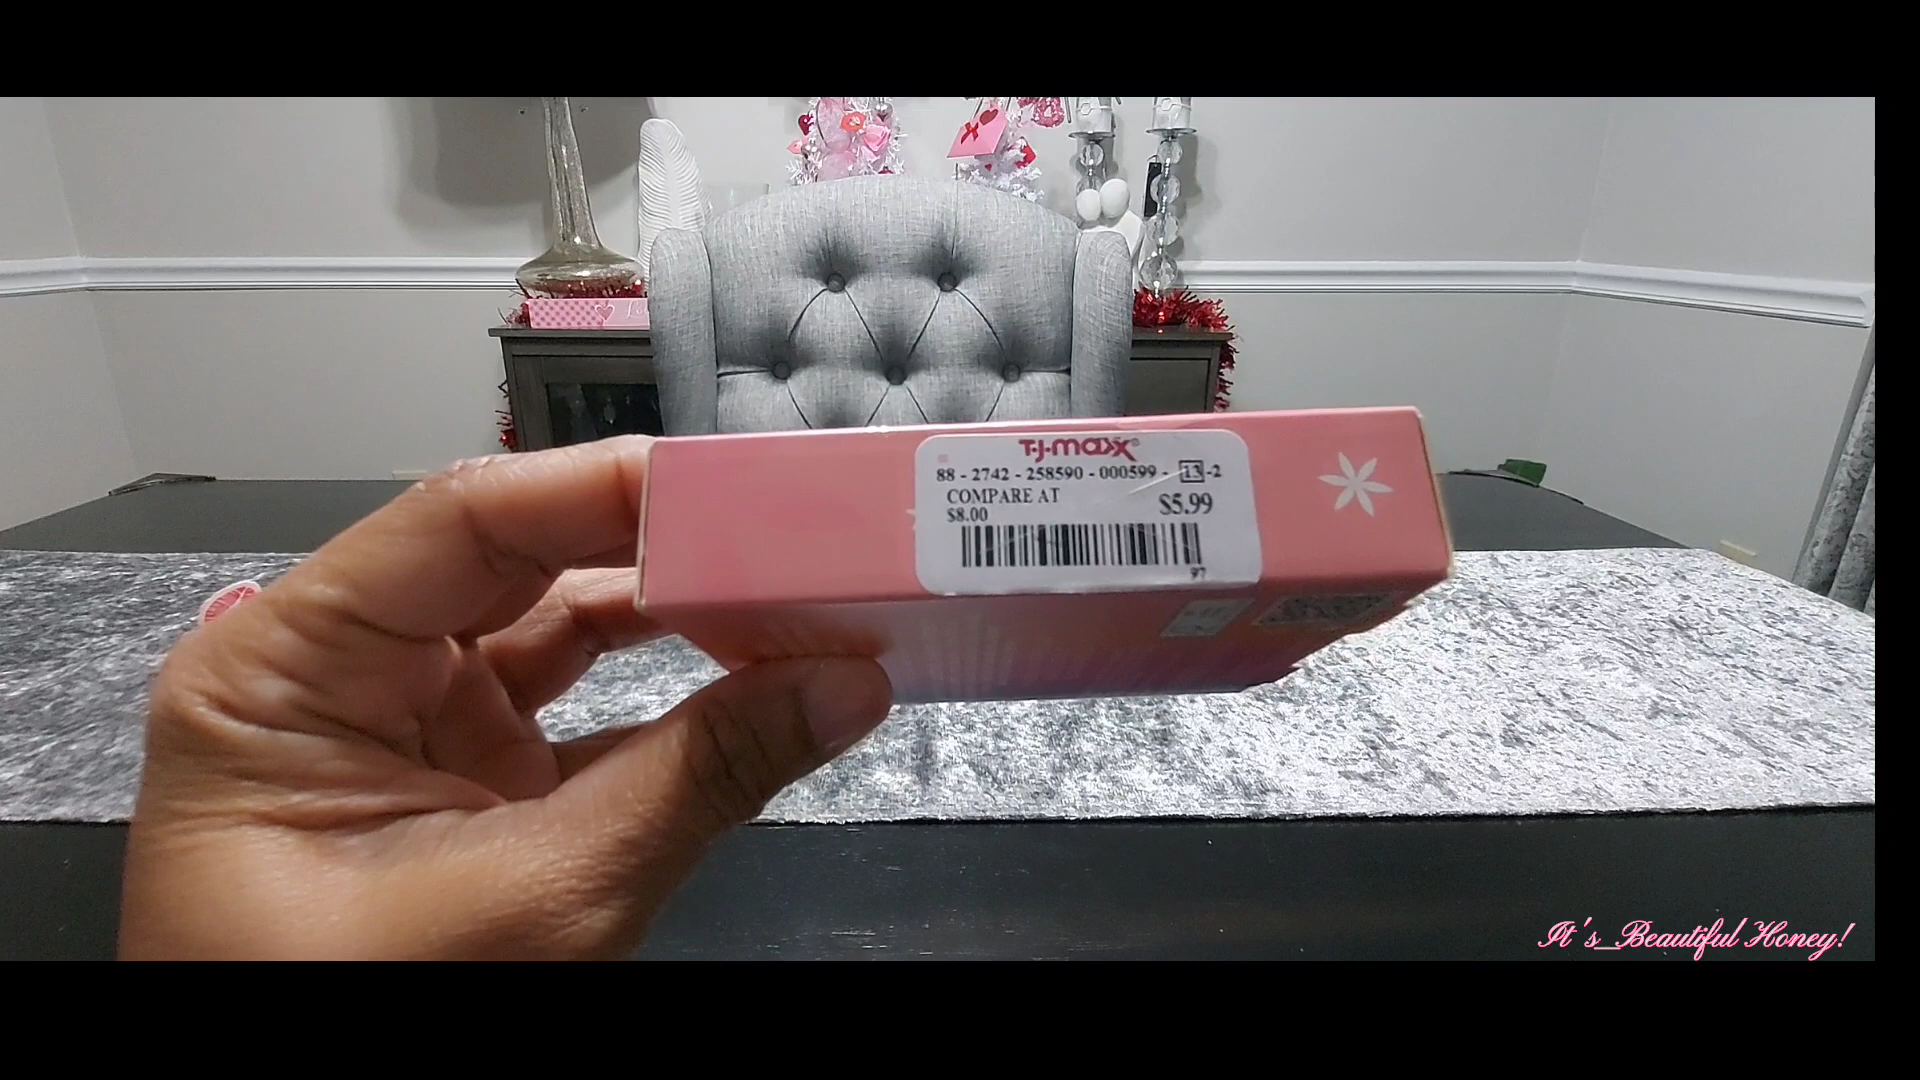 T.J.maxx®
88 - 2742 - 258590 - 000599 - 13 -2
COMPARE AT
$8.00
$5.99
97
It's_Beautiful Honey!